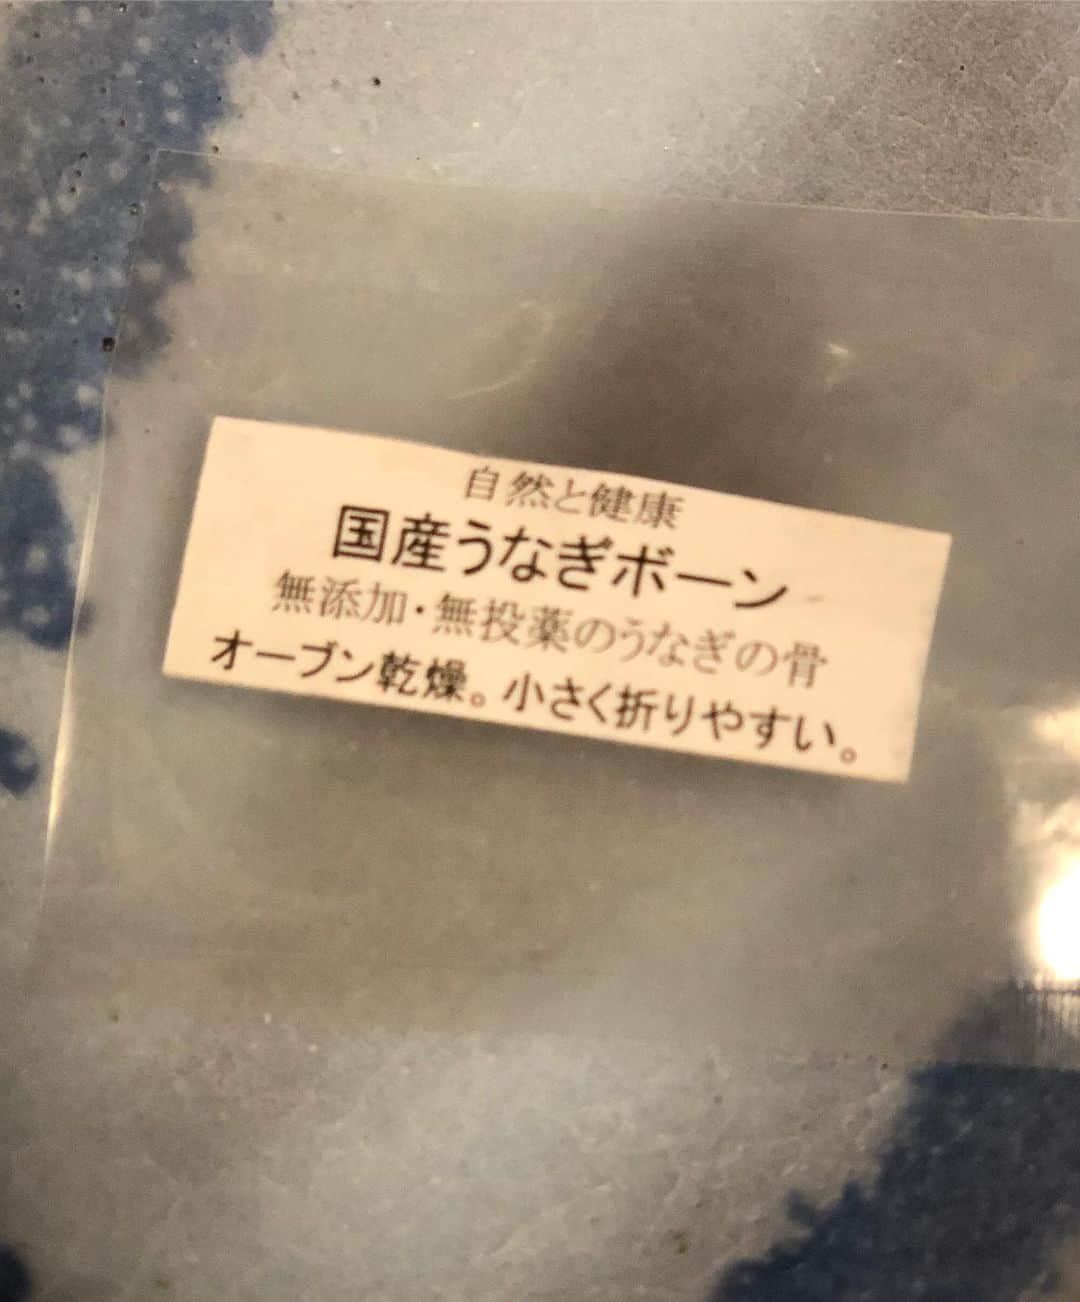 自然と健康
国産うなぎボーン
無添加・無投薬のうなぎの骨
オーブン乾燥。小さく折りやすい。